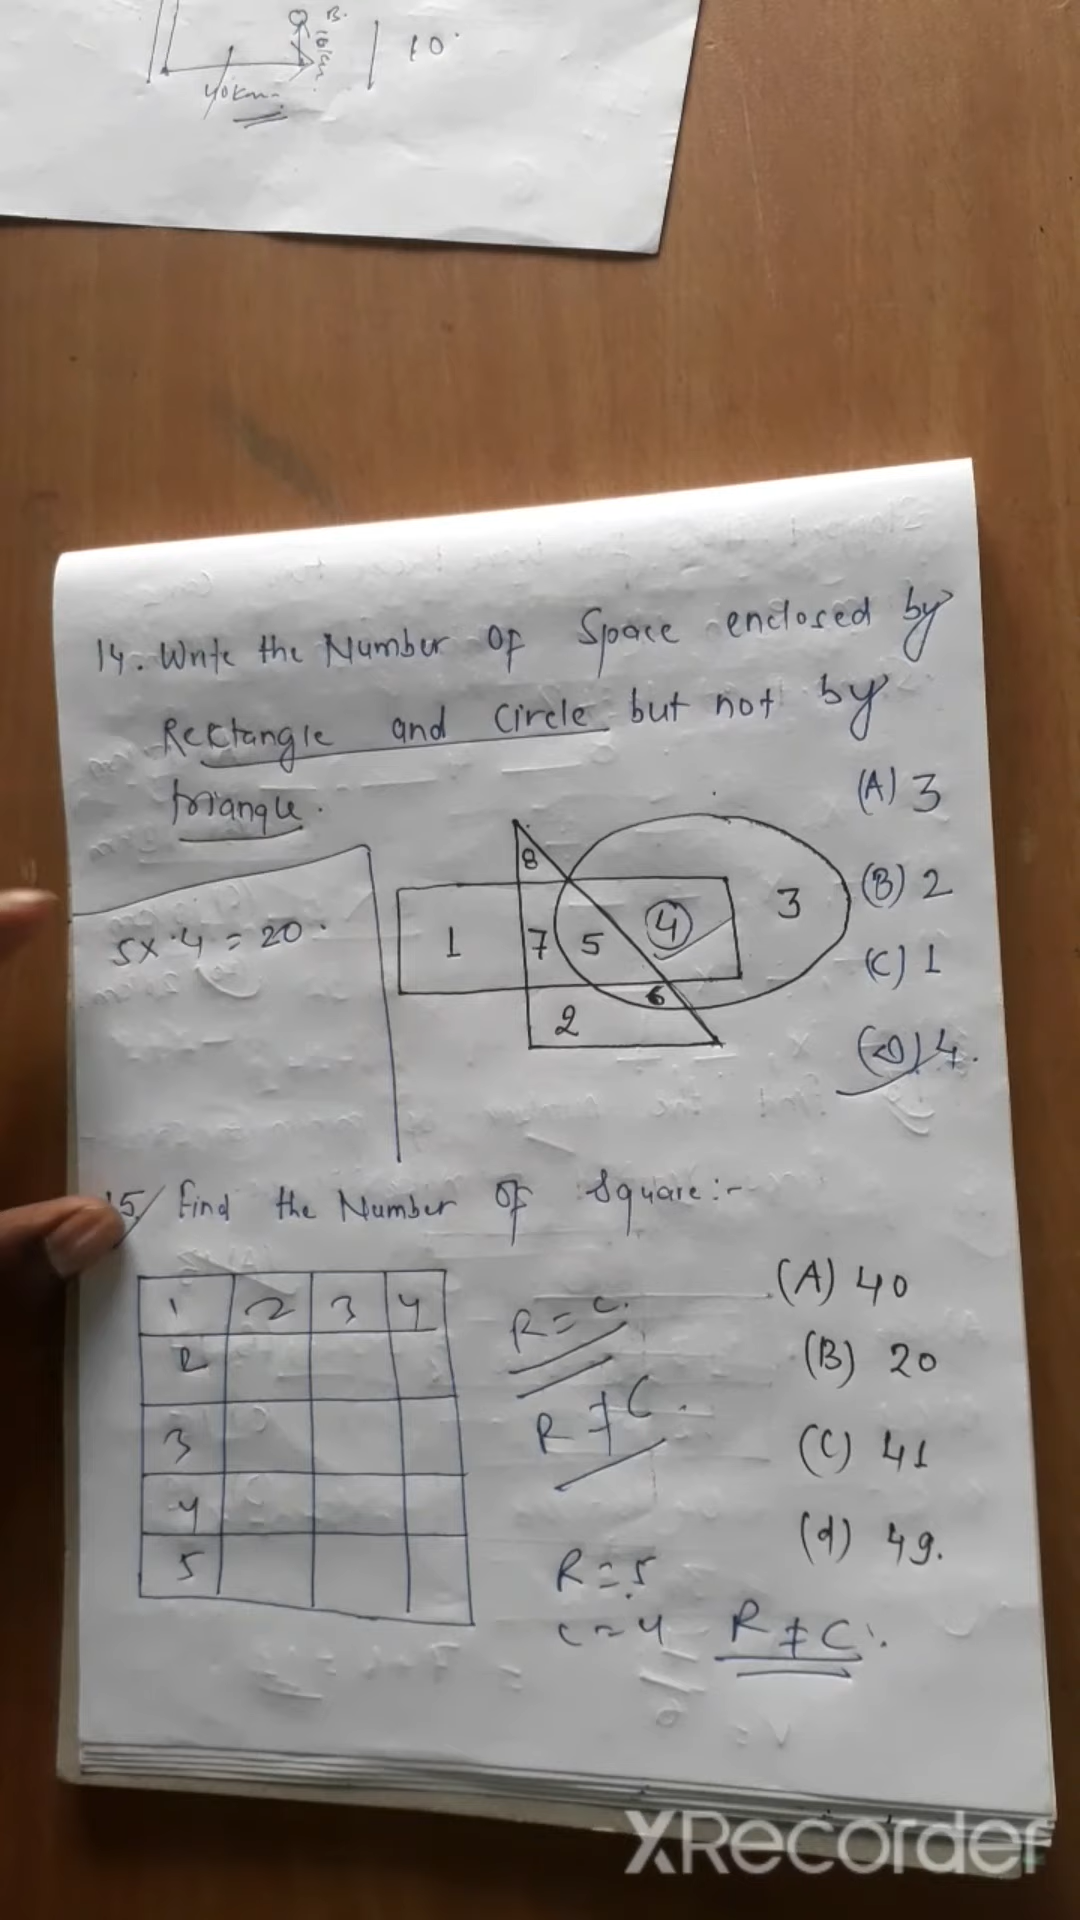 B.
10km
40km
10
14. Write the Number of Space enclosed by
Rectangle and Circle but not by
triangle.
(A) 3
(B) 2
(C) 1
(D) 4.
8
1 7 5 4 3
6
2
5x4 = 20
15/ Find the Number of Square:-
1 2 3 4
2
3
4
5
R = C.
R ≠ C.
R = 5
C = 4 R ≠ C.
(A) 40
(B) 20
(C) 41
(d) 49.
XRecorder